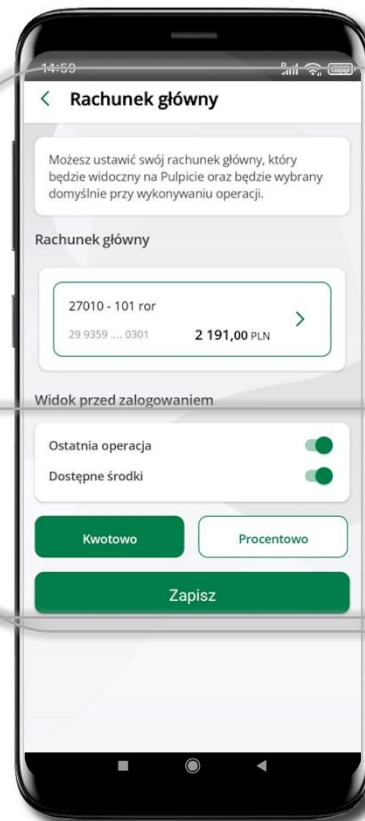 14:59
Rachunek główny
Możesz ustawić swój rachunek główny, który
będzie widoczny na Pulpicie oraz będzie wybrany
domyślnie przy wykonywaniu operacji.
Rachunek główny
27010 - 101 ror
29 9359 .... 0301 2 191,00 PLN
Widok przed zalogowaniem
Ostatnia operacja
Dostępne środki
Kwotowo Procentowo
Zapisz